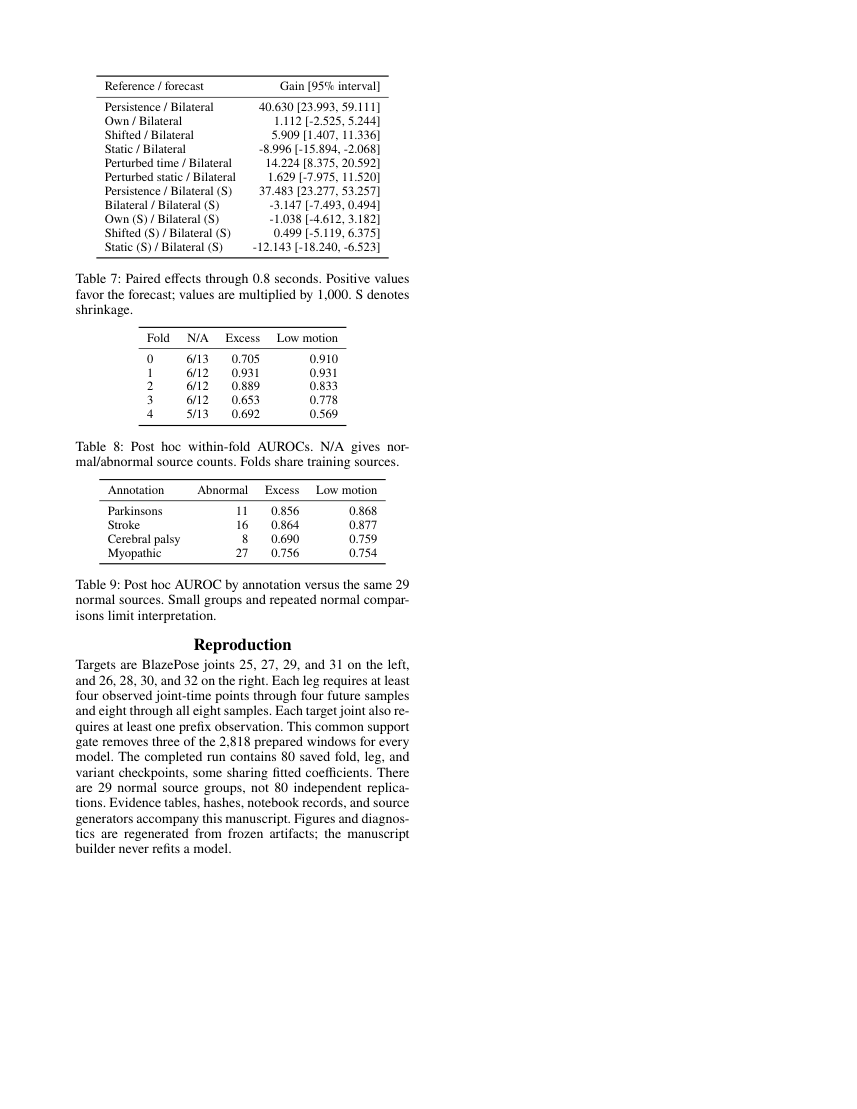 Reference / forecast Gain [95% interval]
Persistence / Bilateral 40.630 [23.993, 59.111]
Own / Bilateral 1.112 [-2.525, 5.244]
Shifted / Bilateral 5.909 [1.407, 11.336]
Static / Bilateral -8.996 [-15.894, -2.068]
Perturbed time / Bilateral 14.224 [8.375, 20.592]
Perturbed static / Bilateral 1.629 [-7.975, 11.520]
Persistence / Bilateral (S) 37.483 [23.277, 53.257]
Bilateral / Bilateral (S) -3.147 [-7.493, 0.494]
Own (S) / Bilateral (S) -1.038 [-4.612, 3.182]
Shifted (S) / Bilateral (S) 0.499 [-5.119, 6.375]
Static (S) / Bilateral (S) -12.143 [-18.240, -6.523]
Table 7: Paired effects through 0.8 seconds. Positive values
favor the forecast; values are multiplied by 1,000. S denotes
shrinkage.
Fold N/A Excess Low motion
0 6/13 0.705 0.910
1 6/12 0.931 0.931
2 6/12 0.889 0.833
3 6/12 0.653 0.778
4 5/13 0.692 0.569
Table 8: Post hoc within-fold AUROCs. N/A gives nor-
mal/abnormal source counts. Folds share training sources.
Annotation Abnormal Excess Low motion
Parkinsons 11 0.856 0.868
Stroke 16 0.864 0.877
Cerebral palsy 8 0.690 0.759
Myopathic 27 0.756 0.754
Table 9: Post hoc AUROC by annotation versus the same 29
normal sources. Small groups and repeated normal compar-
isons limit interpretation.
Reproduction
Targets are BlazePose joints 25, 27, 29, and 31 on the left,
and 26, 28, 30, and 32 on the right. Each leg requires at least
four observed joint-time points through four future samples
and eight through all eight samples. Each target joint also re-
quires at least one prefix observation. This common support
gate removes three of the 2,818 prepared windows for every
model. The completed run contains 80 saved fold, leg, and
variant checkpoints, some sharing fitted coefficients. There
are 29 normal source groups, not 80 independent replica-
tions. Evidence tables, hashes, notebook records, and source
generators accompany this manuscript. Figures and diagnos-
tics are regenerated from frozen artifacts; the manuscript
builder never refits a model.